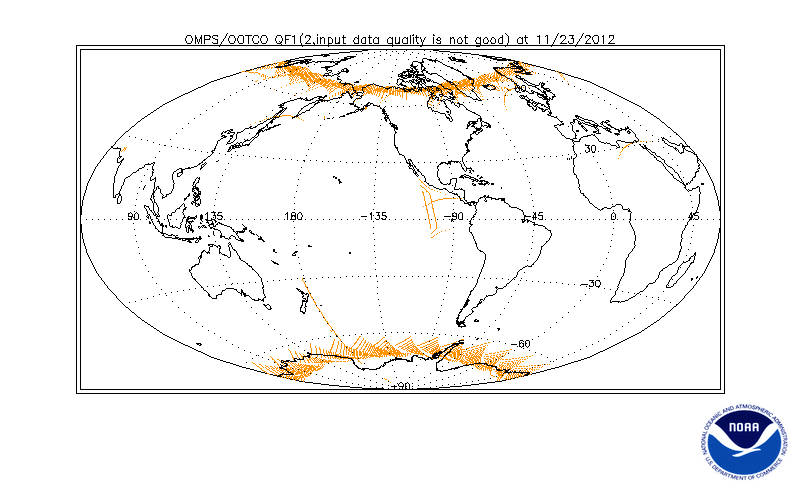 OMPS/OOTCO QF1(2,input data quality is not good) at 11/23/2012
60
30
90 135 180 -135 -90 -45 0 45
-30
-60
-90
NATIONAL OCEANIC AND ATMOSPHERIC ADMINISTRATION
NOAA
U.S. DEPARTMENT OF COMMERCE